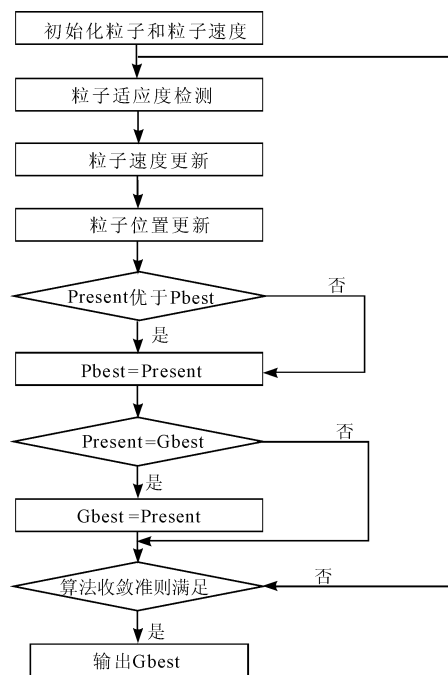 初始化粒子和粒子速度
粒子适应度检测
粒子速度更新
粒子位置更新
Present优于Pbest
否
是
Pbest=Present
Present=Gbest
否
是
Gbest=Present
算法收敛准则满足
否
是
输出Gbest